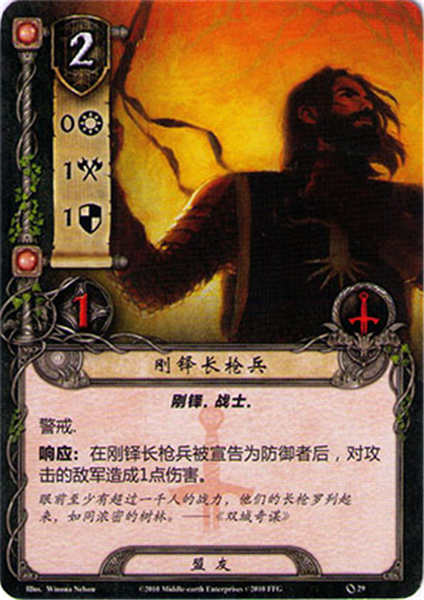 2
0
1
1
1
刚铎长枪兵
刚铎. 战士.
警戒.
响应：在刚铎长枪兵被宣告为防御者后，对攻
击的敌军造成1点伤害。
眼前至少有超过一千人的战力，他们的长枪罗列起
来，如同浓密的树林。——《双城奇谋》
盟友
Illus. Winona Nelson ©2010 Middle-earth Enterprises ©2010 FFG 29